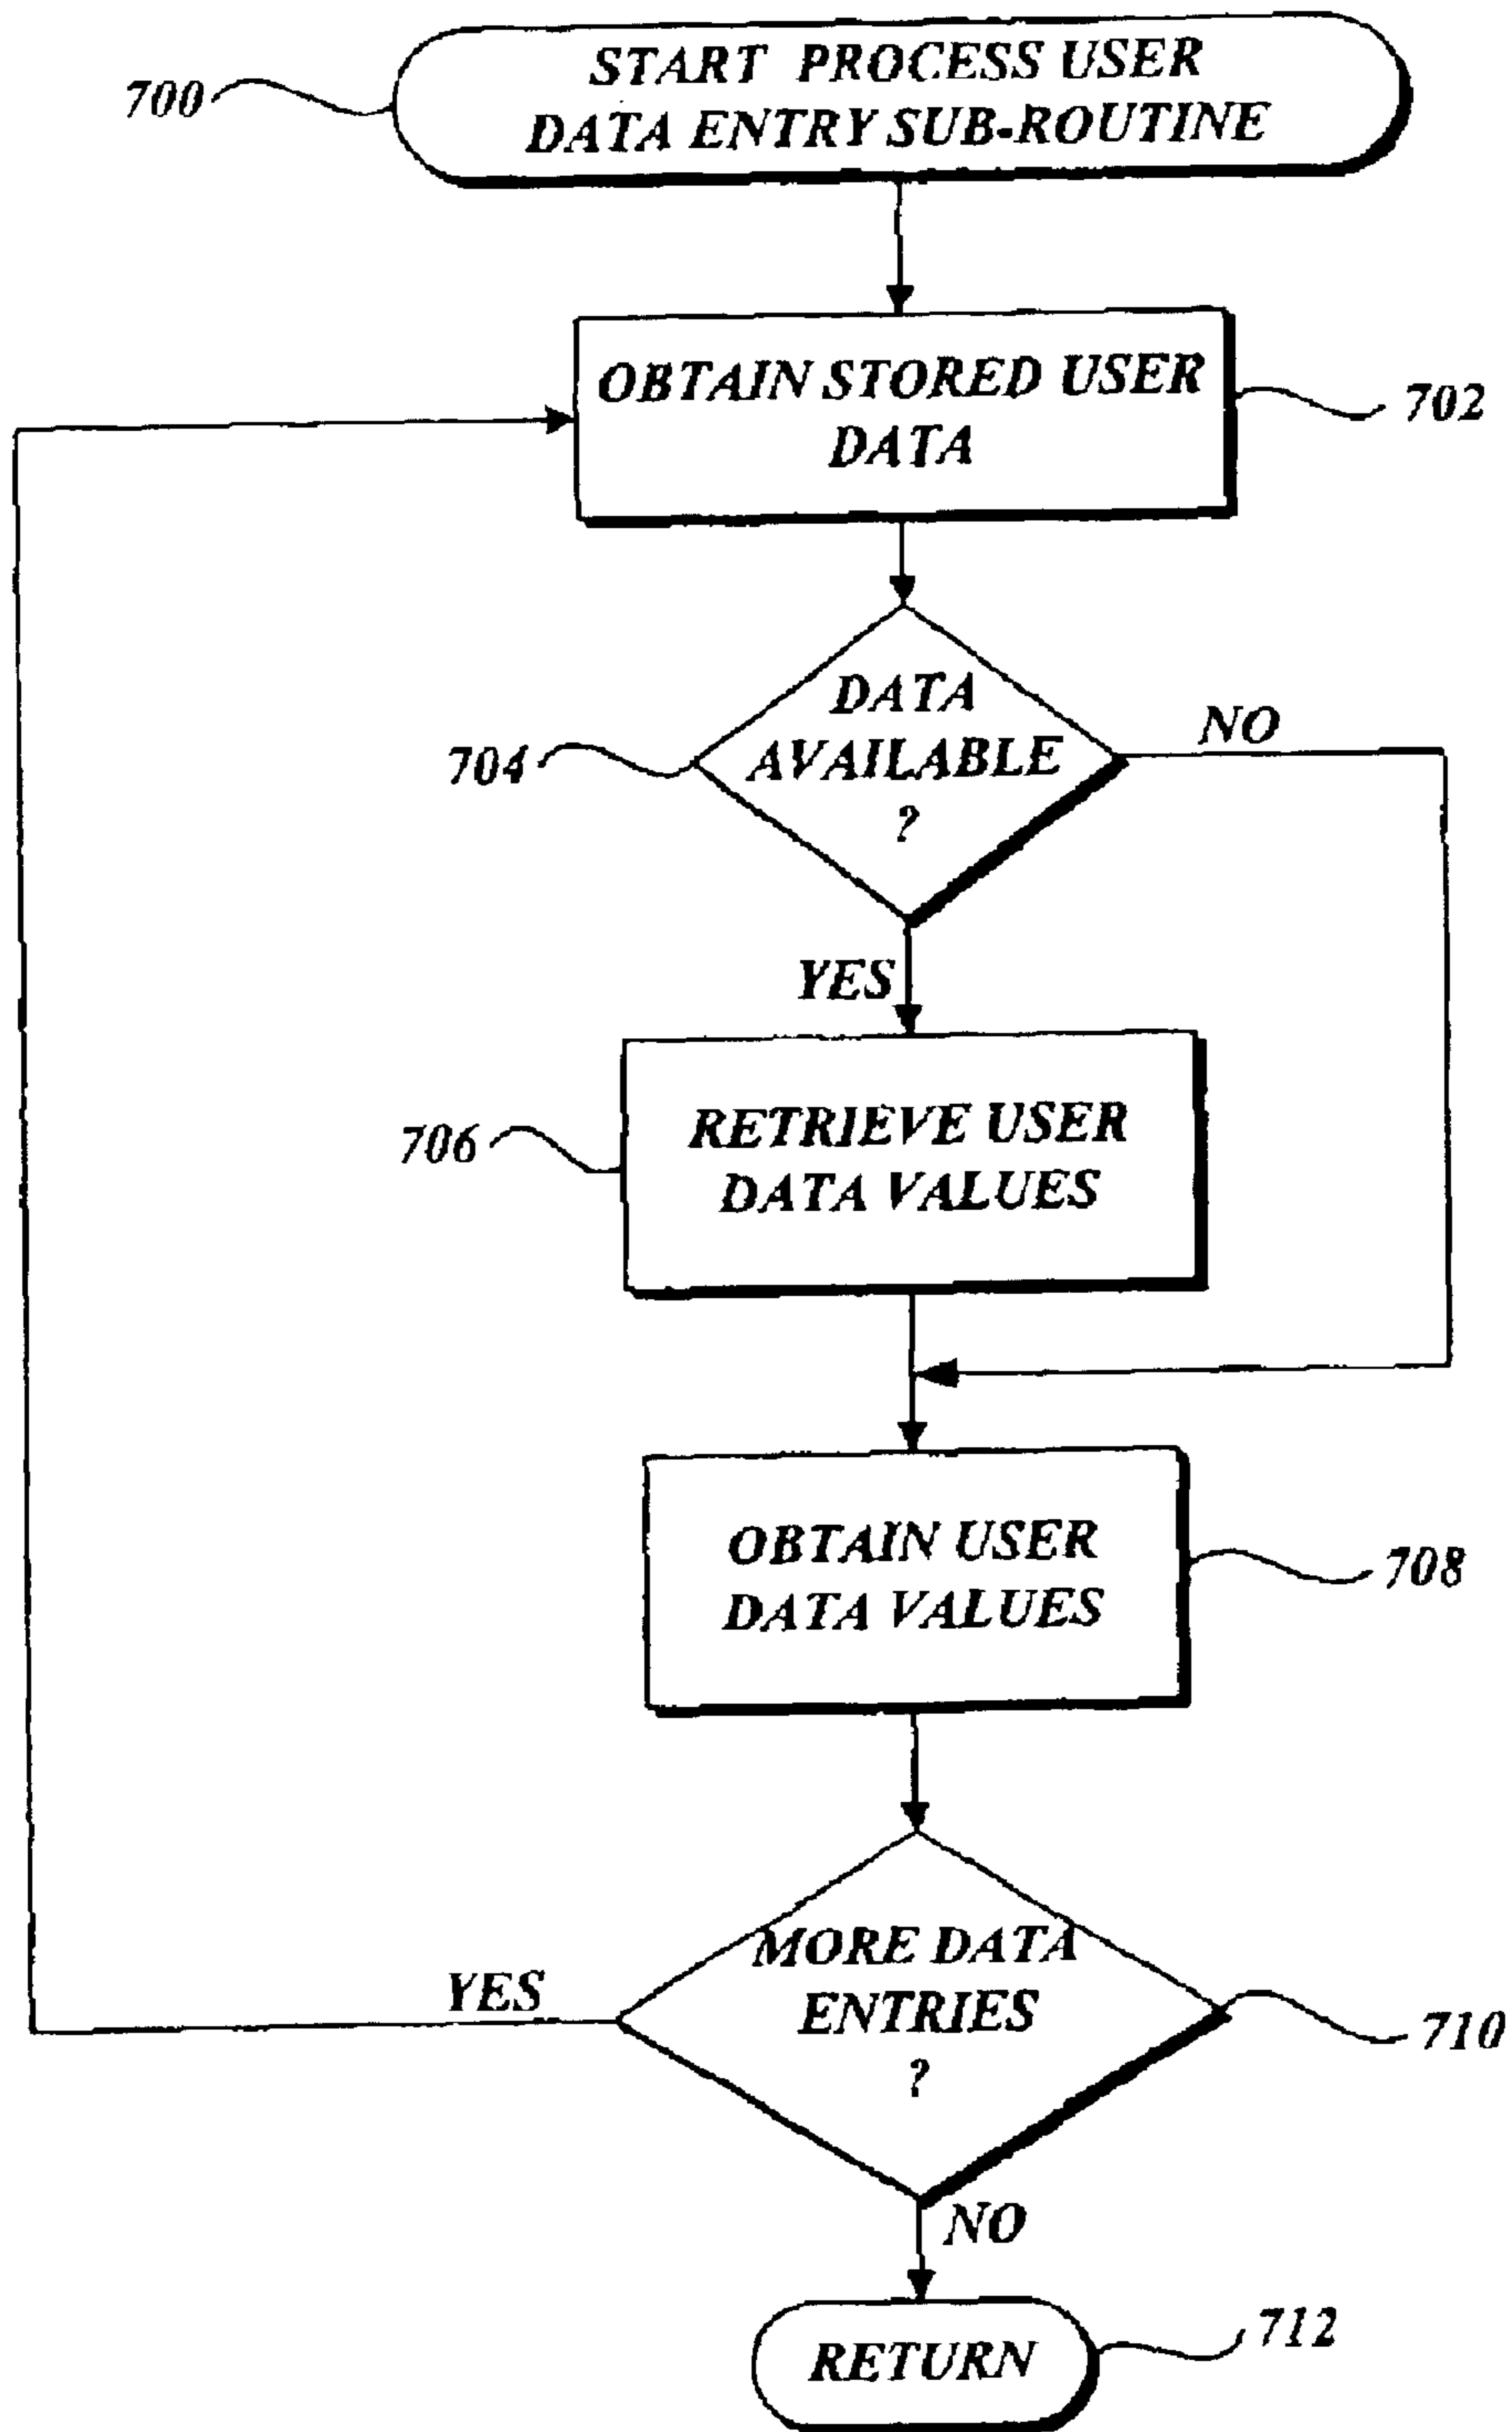 START PROCESS USER
DATA ENTRY SUB-ROUTINE
700
OBTAIN STORED USER
DATA
702
DATA
AVAILABLE
?
704
NO
YES
RETRIEVE USER
DATA VALUES
706
OBTAIN USER
DATA VALUES
708
MORE DATA
ENTRIES
?
YES
710
NO
RETURN
712